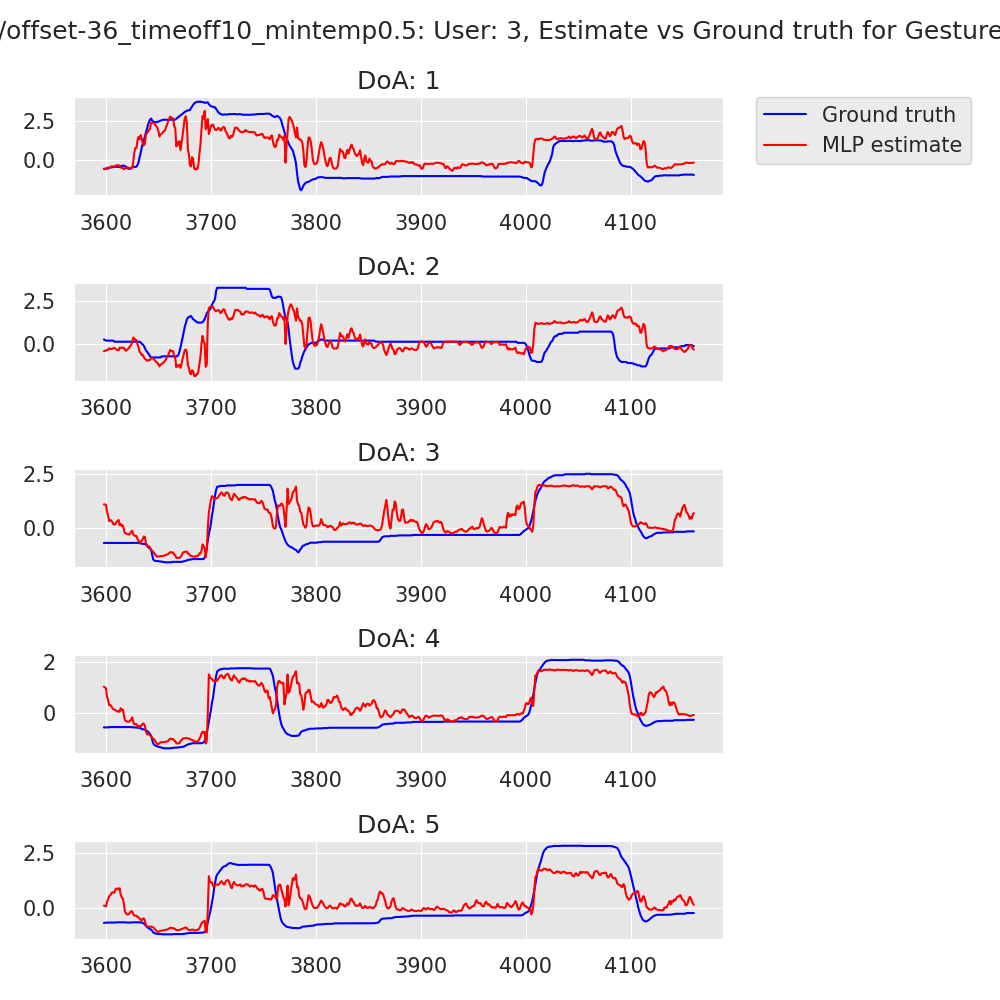 /offset-36_timeoff10_mintemp0.5: User: 3, Estimate vs Ground truth for Gesture
DoA: 1
2.5
0.0
3600 3700 3800 3900 4000 4100
Ground truth
MLP estimate
DoA: 2
2.5
0.0
3600 3700 3800 3900 4000 4100
DoA: 3
2.5
0.0
3600 3700 3800 3900 4000 4100
DoA: 4
2
0
3600 3700 3800 3900 4000 4100
DoA: 5
2.5
0.0
3600 3700 3800 3900 4000 4100